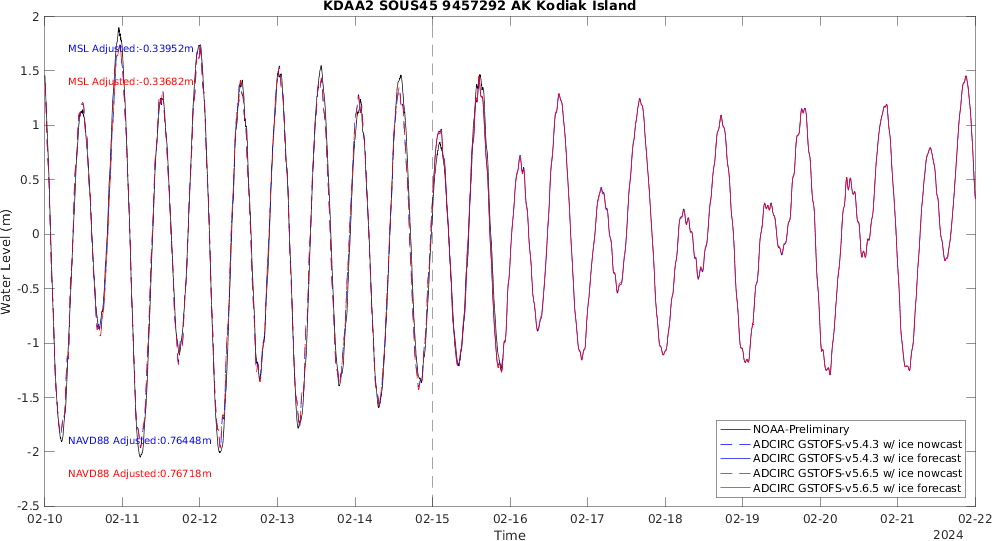 KDAA2 SOUS45 9457292 AK Kodiak Island
2
1.5
1
0.5
0
-0.5
-1
-1.5
-2
-2.5
Water Level (m)
MSL Adjusted:-0.33952m
MSL Adjusted:-0.33682m
NAVD88 Adjusted:0.76448m
NAVD88 Adjusted:0.76718m
NOAA-Preliminary
ADCIRC GSTOFS-v5.4.3 w/ ice nowcast
ADCIRC GSTOFS-v5.4.3 w/ ice forecast
ADCIRC GSTOFS-v5.6.5 w/ ice nowcast
ADCIRC GSTOFS-v5.6.5 w/ ice forecast
02-10 02-11 02-12 02-13 02-14 02-15 02-16 02-17 02-18 02-19 02-20 02-21 02-22
Time
2024